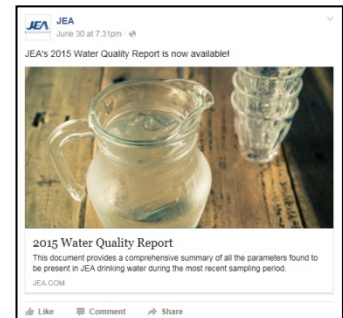 JEA
JEA
June 30 at 7:31pm ·
JEA's 2015 Water Quality Report is now available!
2015 Water Quality Report
This document provides a comprehensive summary of all the parameters found to
be present in JEA drinking water during the most recent sampling period.
JEA.COM
Like Comment Share